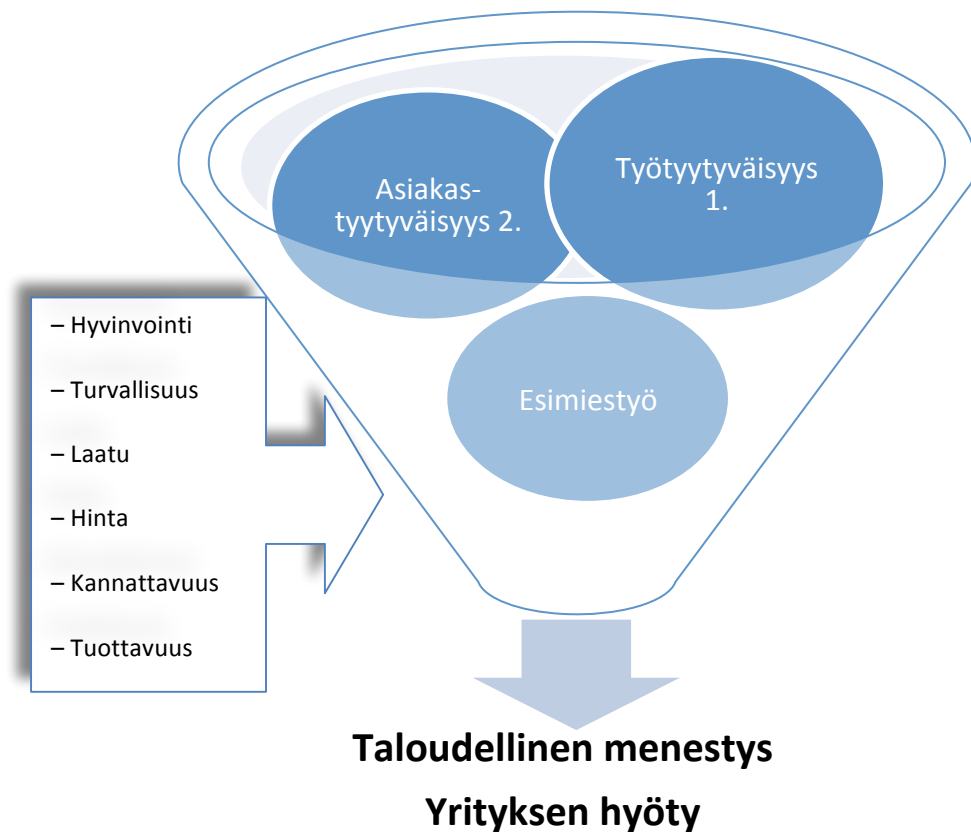 Työtyytyväisyys
1.
Asiakas-
tyytyväisyys 2.
Esimiestyö
– Hyvinvointi
– Turvallisuus
– Laatu
– Hinta
– Kannattavuus
– Tuottavuus
Taloudellinen menestys
Yrityksen hyöty